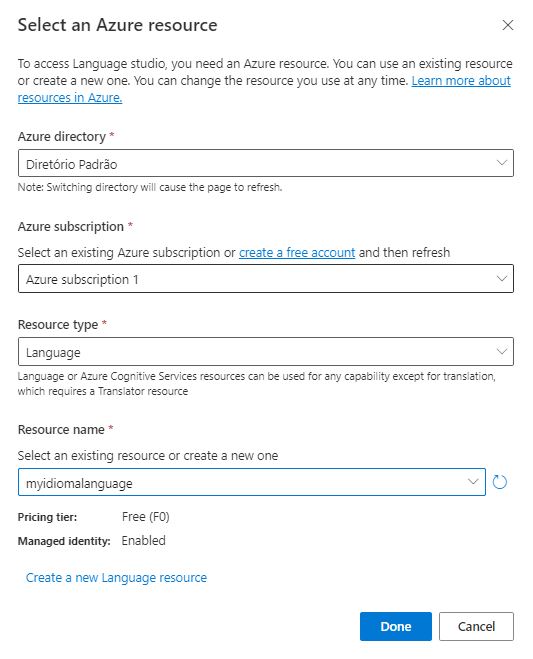 Select an Azure resource
To access Language studio, you need an Azure resource. You can use an existing resource
or create a new one. You can change the resource you use at any time. Learn more about
resources in Azure.
Azure directory *
Diretório Padrão
Note: Switching directory will cause the page to refresh.
Azure subscription *
Select an existing Azure subscription or create a free account and then refresh
Azure subscription 1
Resource type *
Language
Language or Azure Cognitive Services resources can be used for any capability except for translation,
which requires a Translator resource
Resource name *
Select an existing resource or create a new one
myidiomalanguage
Pricing tier: Free (F0)
Managed identity: Enabled
Create a new Language resource
Done Cancel